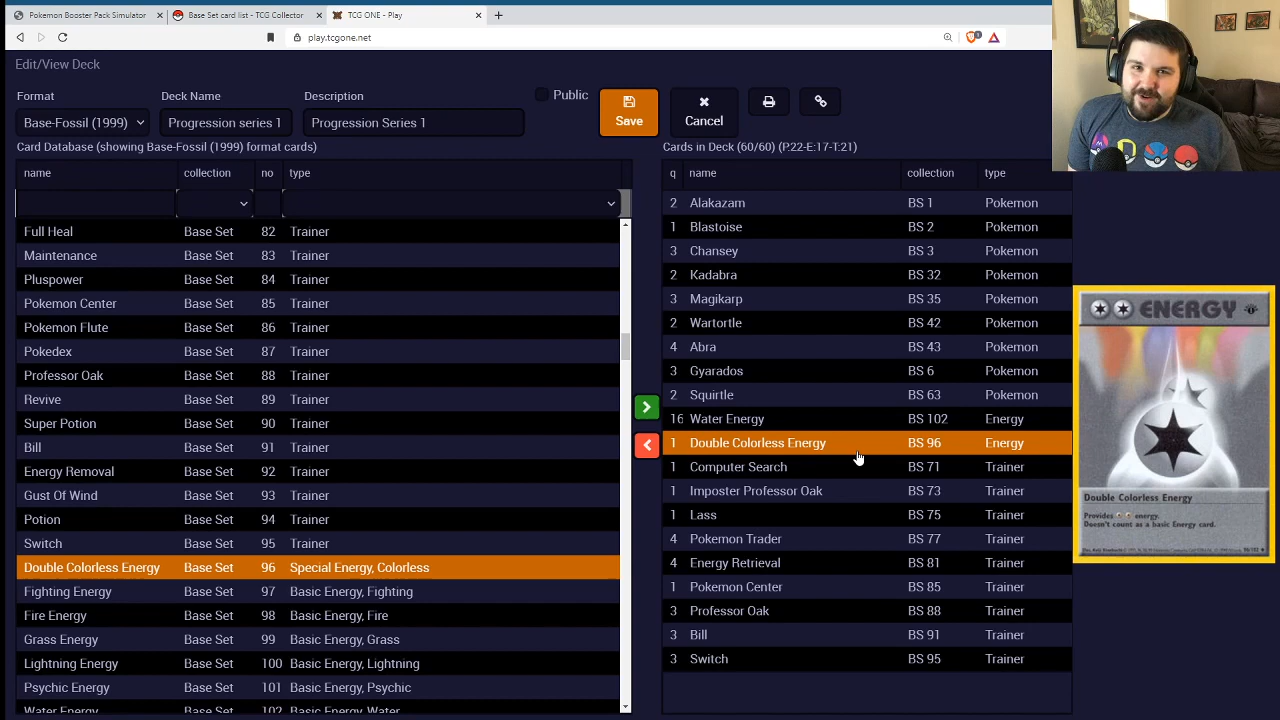 Pokemon Booster Pack Simulator
Base Set card list - TCG Collector
TCG ONE - Play
play.tcgone.net
Edit/View Deck
Format
Base-Fossil (1999)
Deck Name
Progression series 1
Description
Progression Series 1
Public
Save
Cancel
Card Database (showing Base-Fossil (1999) format cards)
name collection no type
Full Heal Base Set 82 Trainer
Maintenance Base Set 83 Trainer
Pluspower Base Set 84 Trainer
Pokemon Center Base Set 85 Trainer
Pokemon Flute Base Set 86 Trainer
Pokedex Base Set 87 Trainer
Professor Oak Base Set 88 Trainer
Revive Base Set 89 Trainer
Super Potion Base Set 90 Trainer
Bill Base Set 91 Trainer
Energy Removal Base Set 92 Trainer
Gust Of Wind Base Set 93 Trainer
Potion Base Set 94 Trainer
Switch Base Set 95 Trainer
Double Colorless Energy Base Set 96 Special Energy, Colorless
Fighting Energy Base Set 97 Basic Energy, Fighting
Fire Energy Base Set 98 Basic Energy, Fire
Grass Energy Base Set 99 Basic Energy, Grass
Lightning Energy Base Set 100 Basic Energy, Lightning
Psychic Energy Base Set 101 Basic Energy, Psychic
Water Energy Base Set 102 Basic Energy, Water
Cards in Deck (60/60) (P:22-E:17-T:21)
q name collection type
2 Alakazam BS 1 Pokemon
1 Blastoise BS 2 Pokemon
3 Chansey BS 3 Pokemon
2 Kadabra BS 32 Pokemon
3 Magikarp BS 35 Pokemon
2 Wartortle BS 42 Pokemon
4 Abra BS 43 Pokemon
3 Gyarados BS 6 Pokemon
2 Squirtle BS 63 Pokemon
16 Water Energy BS 102 Energy
1 Double Colorless Energy BS 96 Energy
1 Computer Search BS 71 Trainer
1 Imposter Professor Oak BS 73 Trainer
1 Lass BS 75 Trainer
4 Pokemon Trader BS 77 Trainer
4 Energy Retrieval BS 81 Trainer
1 Pokemon Center BS 85 Trainer
3 Professor Oak BS 88 Trainer
3 Bill BS 91 Trainer
3 Switch BS 95 Trainer
ENERGY
Double Colorless Energy
Provides energy.
Doesn't count as a basic Energy card.